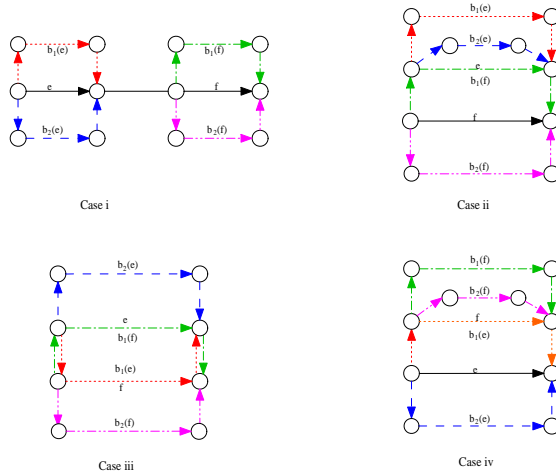 b₁(e)
e
b₂(e)
b₁(f)
f
b₂(f)
Case i
b₁(e)
b₂(e)
e
b₁(f)
f
b₂(f)
Case ii
b₂(e)
e
b₁(f)
b₁(e)
f
b₂(f)
Case iii
b₁(f)
b₂(f)
f
b₁(e)
e
b₂(e)
Case iv